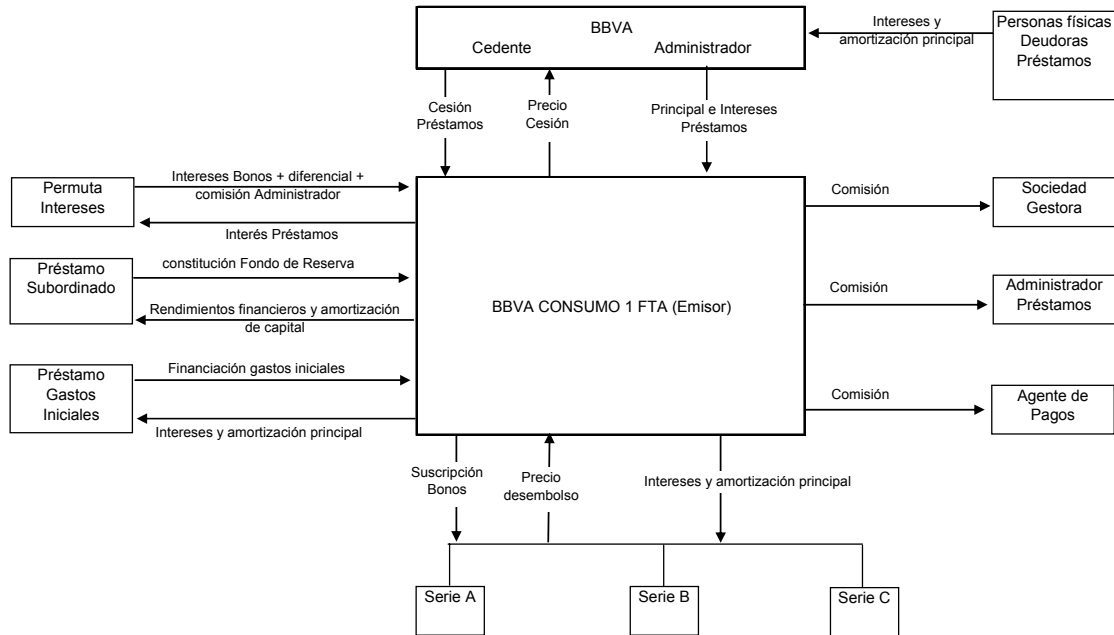 BBVA
Cedente
Administrador
Intereses y
amortización principal
Personas físicas
Deudoras
Préstamos
Cesión
Préstamos
Precio
Cesión
Principal e Intereses
Préstamos
Permuta
Intereses
Intereses Bonos + diferencial +
comisión Administrador
Interés Préstamos
Préstamo
Subordinado
constitución Fondo de Reserva
Rendimientos financieros y amortización
de capital
Préstamo
Gastos
Iniciales
Financiación gastos iniciales
Intereses y amortización principal
BBVA CONSUMO 1 FTA (Emisor)
Comisión
Sociedad
Gestora
Comisión
Administrador
Préstamos
Comisión
Agente de
Pagos
Suscripción
Bonos
Precio
desembolso
Intereses y amortización principal
Serie A
Serie B
Serie C